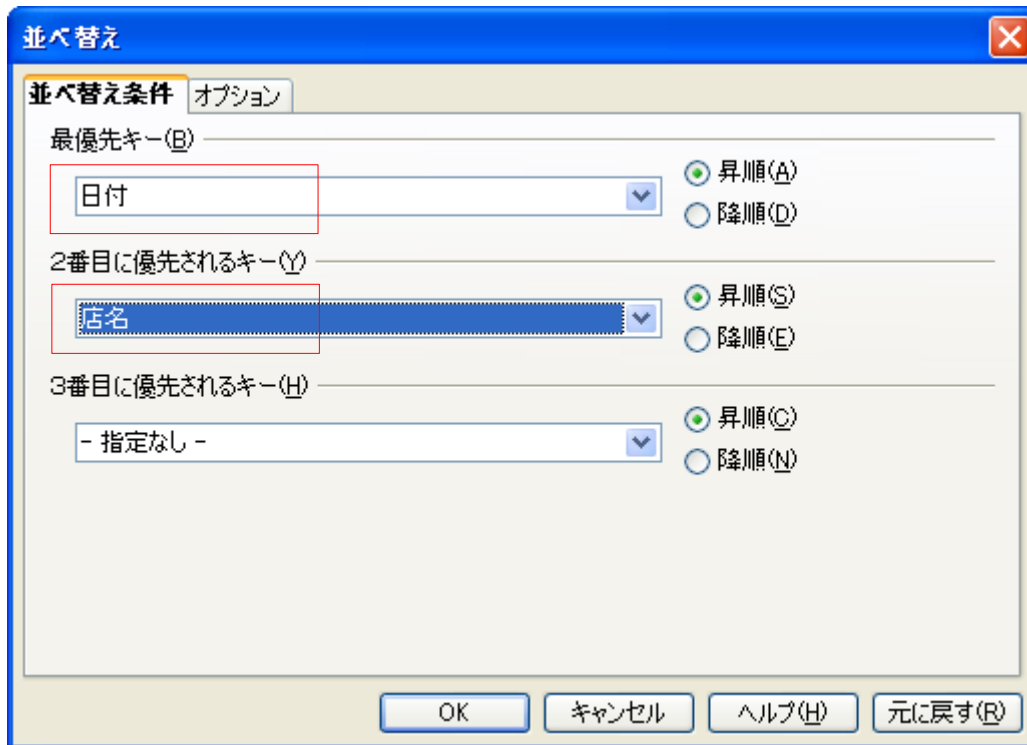 並べ替え
並べ替え条件 オプション
最優先キー(B)
日付
昇順(A)
降順(D)
2番目に優先されるキー(Y)
店名
昇順(S)
降順(E)
3番目に優先されるキー(H)
- 指定なし -
昇順(C)
降順(N)
OK キャンセル ヘルプ(H) 元に戻す(R)